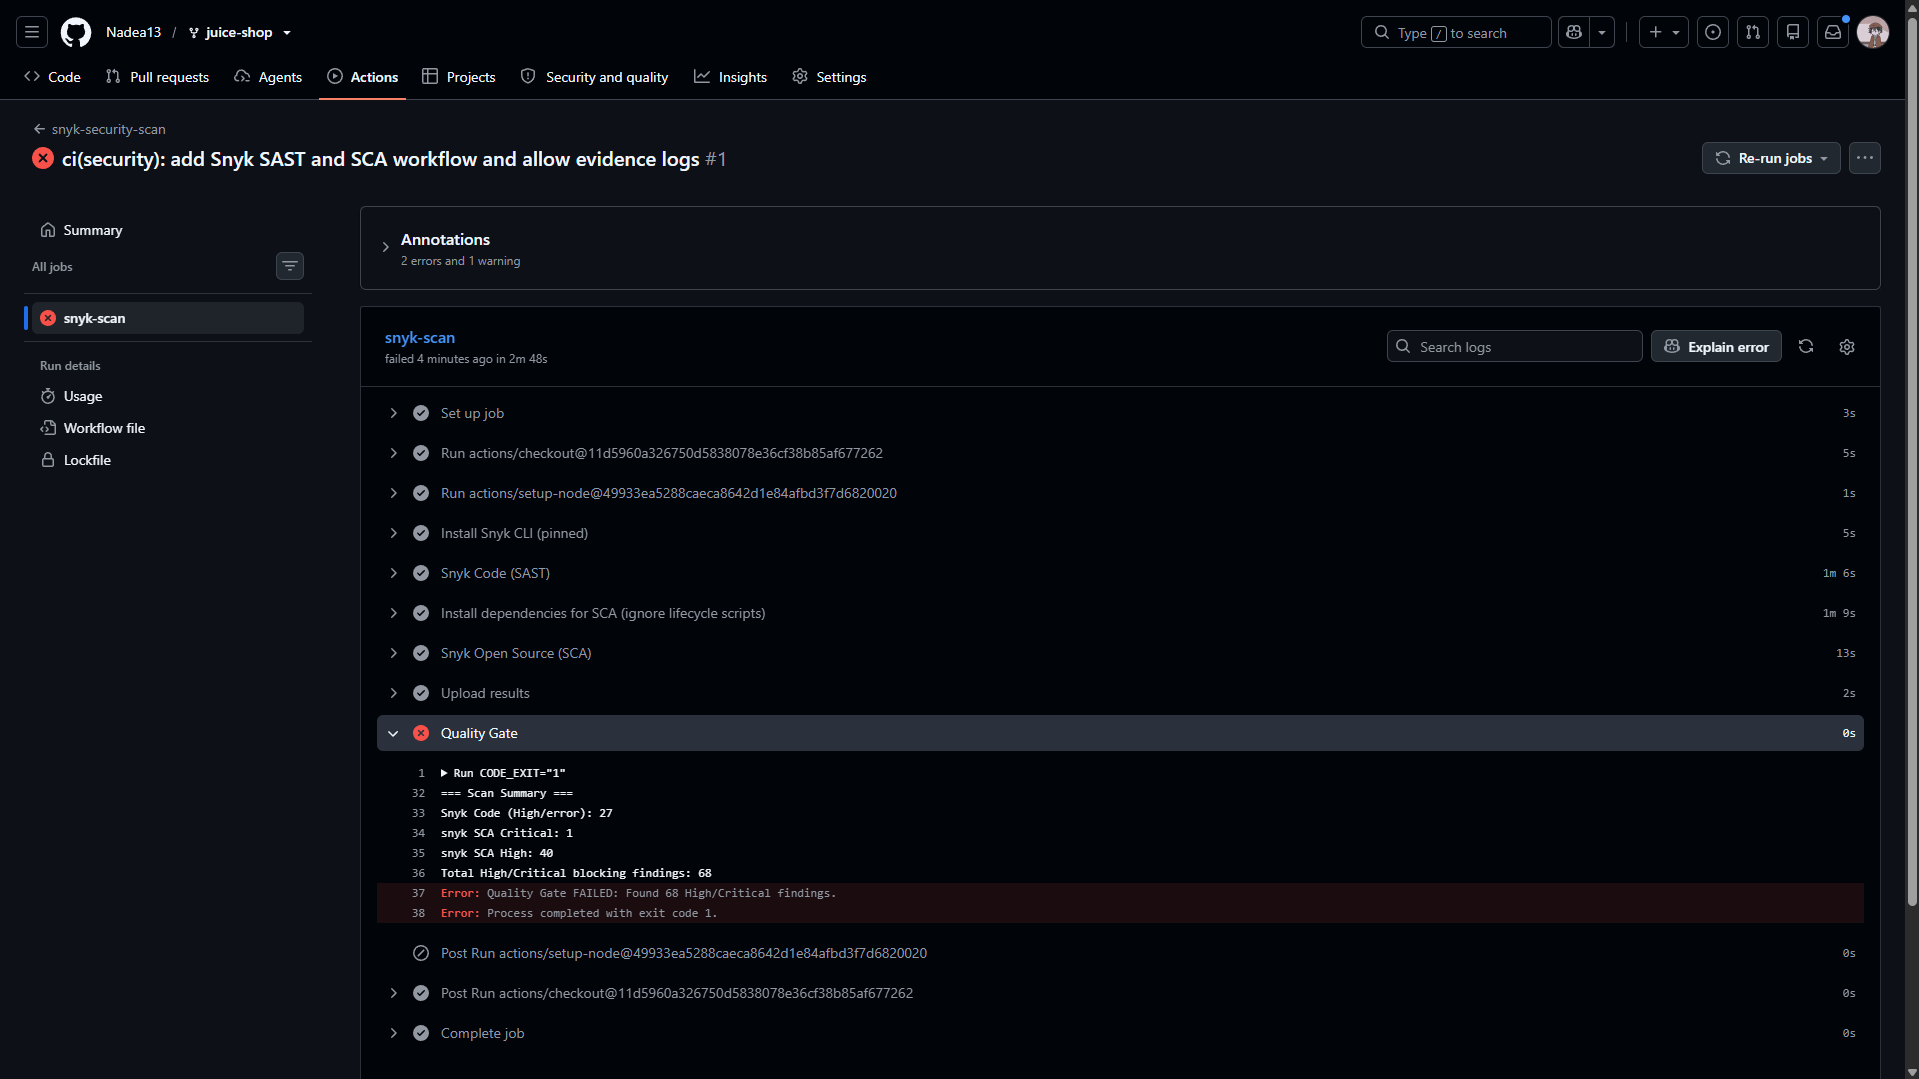 Nadea13 / juice-shop
Type / to search
Code
Pull requests
Agents
Actions
Projects
Security and quality
Insights
Settings
snyk-security-scan
ci(security): add Snyk SAST and SCA workflow and allow evidence logs #1
Re-run jobs
Summary
All jobs
snyk-scan
Run details
Usage
Workflow file
Lockfile
Annotations
2 errors and 1 warning
snyk-scan
failed 4 minutes ago in 2m 48s
Search logs
Explain error
Set up job 3s
Run actions/checkout@11d5960a326750d5838078e36cf38b85af677262 5s
Run actions/setup-node@49933ea5288caeca8642d1e84afbd3f7d6820020 1s
Install Snyk CLI (pinned) 5s
Snyk Code (SAST) 1m 6s
Install dependencies for SCA (ignore lifecycle scripts) 1m 9s
Snyk Open Source (SCA) 13s
Upload results 2s
Quality Gate 0s
1 Run CODE_EXIT="1"
32 === Scan Summary ===
33 Snyk Code (High/error): 27
34 snyk SCA Critical: 1
35 snyk SCA High: 40
36 Total High/Critical blocking findings: 68
37 Error: Quality Gate FAILED: Found 68 High/Critical findings.
38 Error: Process completed with exit code 1.
Post Run actions/setup-node@49933ea5288caeca8642d1e84afbd3f7d6820020 0s
Post Run actions/checkout@11d5960a326750d5838078e36cf38b85af677262 0s
Complete job 0s